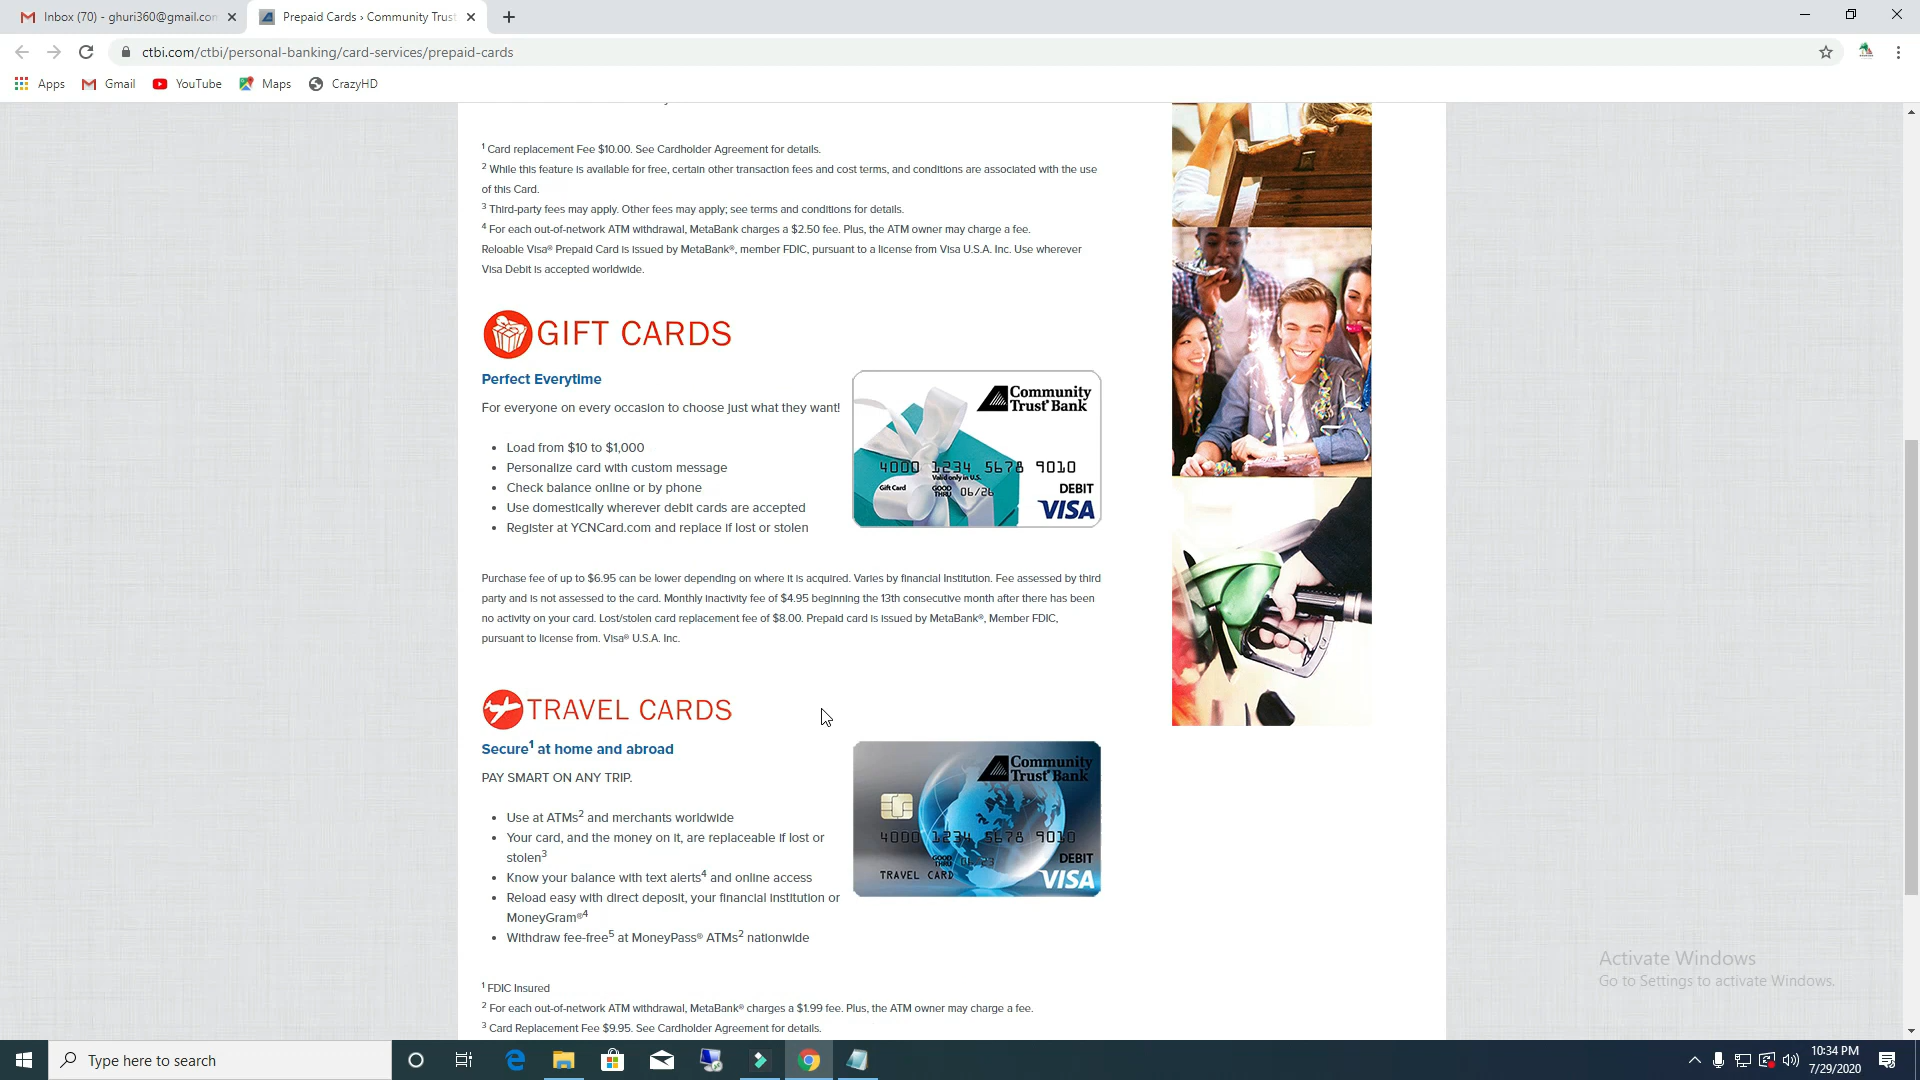 Inbox (70) - ghuri360@gmail.com
Prepaid Cards › Community Trust
ctbi.com/ctbi/personal-banking/card-services/prepaid-cards
Apps
Gmail
YouTube
Maps
CrazyHD
1 Card replacement Fee $10.00. See Cardholder Agreement for details.
2 While this feature is available for free, certain other transaction fees and cost terms, and conditions are associated with the use
of this Card.
3 Third-party fees may apply. Other fees may apply; see terms and conditions for details.
4 For each out-of-network ATM withdrawal, MetaBank charges a $2.50 fee. Plus, the ATM owner may charge a fee.
Reloable Visa® Prepaid Card is issued by MetaBank®, member FDIC, pursuant to a license from Visa U.S.A. Inc. Use wherever
Visa Debit is accepted worldwide.
GIFT CARDS
Perfect Everytime
For everyone on every occasion to choose just what they want!
• Load from $10 to $1,000
• Personalize card with custom message
• Check balance online or by phone
• Use domestically wherever debit cards are accepted
• Register at YCNCard.com and replace if lost or stolen
Community
Trust Bank
4000 1234 5678 9010
Valid only in U.S.
Gift Card
GOOD
THRU
06/26
DEBIT
VISA
Purchase fee of up to $6.95 can be lower depending on where it is acquired. Varies by financial institution. Fee assessed by third
party and is not assessed to the card. Monthly inactivity fee of $4.95 beginning the 13th consecutive month after there has been
no activity on your card. Lost/stolen card replacement fee of $8.00. Prepaid card is issued by MetaBank®, Member FDIC,
pursuant to license from. Visa® U.S.A. Inc.
TRAVEL CARDS
Secure1 at home and abroad
PAY SMART ON ANY TRIP.
• Use at ATMs2 and merchants worldwide
• Your card, and the money on it, are replaceable if lost or
stolen3
• Know your balance with text alerts4 and online access
• Reload easy with direct deposit, your financial institution or
MoneyGram®4
• Withdraw fee-free5 at MoneyPass® ATMs2 nationwide
Community
Trust Bank
4000 1234 5678 9010
GOOD
THRU
DEBIT
TRAVEL CARD
VISA
1 FDIC Insured
2 For each out-of-network ATM withdrawal, MetaBank® charges a $1.99 fee. Plus, the ATM owner may charge a fee.
3 Card Replacement Fee $9.95. See Cardholder Agreement for details.
Activate Windows
Go to Settings to activate Windows.
Type here to search
10:34 PM
7/29/2020